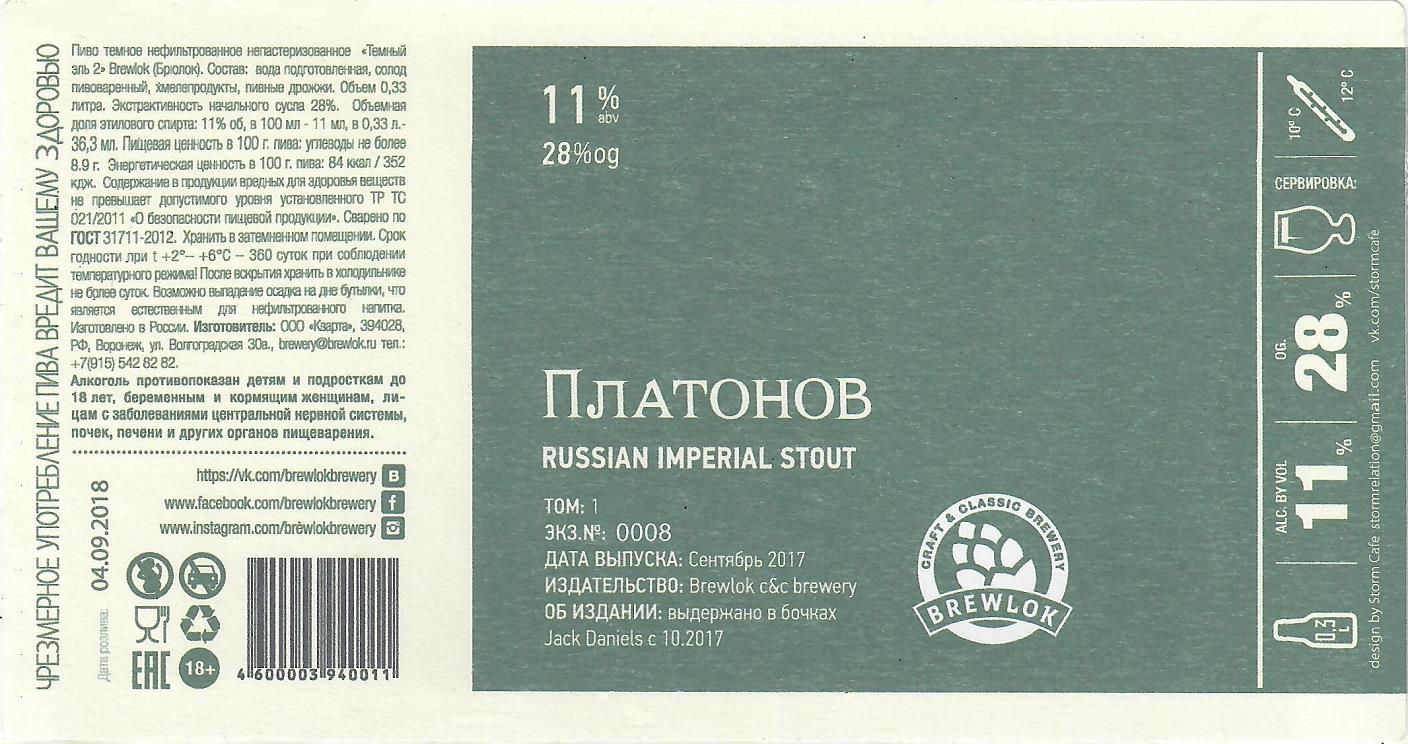 ЧРЕЗМЕРНОЕ УПОТРЕБЛЕНИЕ ПИВА ВРЕДИТ ВАШЕМУ ЗДОРОВЬЮ
Пиво темное нефильтрованное непастеризованное «Темный
эль 2» Brewlok (Брюлок). Состав: вода подготовленная, солод
пивоваренный, хмелепродукты, пивные дрожжи. Объем 0,33
литра. Экстрактивность начального сусла 28%. Объемная
доля этилового спирта: 11% об, в 100 мл - 11 мл, в 0,33 л.-
36,3 мл. Пищевая ценность в 100 г. пива: углеводы не более
8.9 г. Энергетическая ценность в 100 г. пива: 84 ккал / 352
кдж. Содержание в продукции вредных для здоровья веществ
не превышает допустимого уровня установленного ТР ТС
021/2011 «О безопасности пищевой продукции». Сварено по
ГОСТ 31711-2012. Хранить в затемненном помещении. Срок
годности при t +2°– +6°С – 360 суток при соблюдении
температурного режима! После вскрытия хранить в холодильнике
не более суток. Возможно выпадение осадка на дне бутылки, что
является естественным для нефильтрованного напитка.
Изготовлено в России. Изготовитель: ООО «Кварта», 394028,
РФ, Воронеж, ул. Волгоградская 30а., brewery@brewlok.ru тел.:
+7(915) 542 82 82.
Алкоголь противопоказан детям и подросткам до
18 лет, беременным и кормящим женщинам, ли-
цам с заболеваниями центральной нервной системы,
почек, печени и других органов пищеварения.
https://vk.com/brewlokbrewery
www.facebook.com/brewlokbrewery
www.instagram.com/brewlokbrewery
Дата розлива: 04.09.2018
EAC
18+
4 600003 940011
11 % abv
28%og
ПЛАТОНОВ
RUSSIAN IMPERIAL STOUT
ТОМ: 1
ЭКЗ.№: 0008
ДАТА ВЫПУСКА: Сентябрь 2017
ИЗДАТЕЛЬСТВО: Brewlok c&c brewery
ОБ ИЗДАНИИ: выдержано в бочках
Jack Daniels с 10.2017
CRAFT & CLASSIC BREWERY
BREWLOK
10° C
12° C
СЕРВИРОВКА:
OG.
28 %
ALC. BY VOL
11 %
0,3 L
design by Storm Cafe stormrelation@gmail.com vk.com/stormcafe